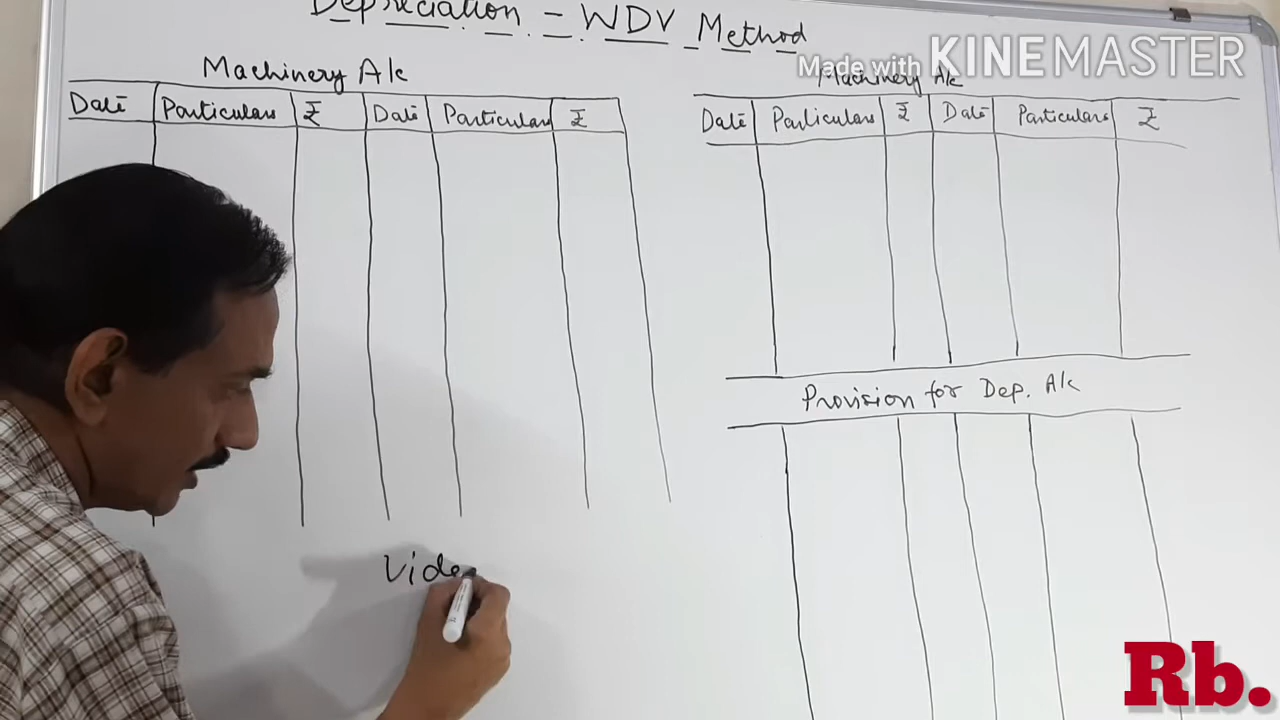 Depreciation - WDV Method
Made with KINEMASTER
Machinery A/c
Date Particulars ₹ Date Particulars ₹
Machinery A/c
Date Particulars ₹ Date Particulars ₹
Provision for Dep. A/c
Vide
Rb.